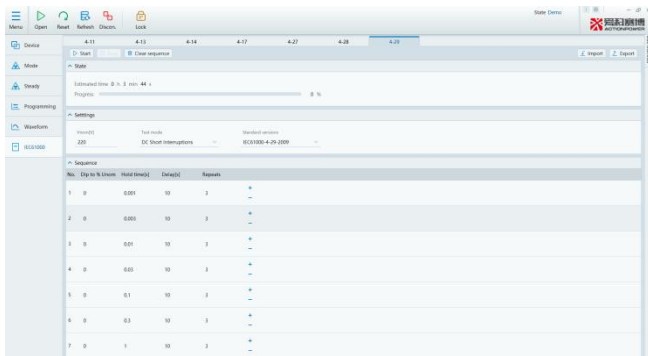 Menu Open Reset Refresh Discon. Lock
State Demo
ACTIONPOWER
4-11 4-13 4-14 4-17 4-27 4-28 4-29
Start Clear sequence Import Export
Device
Mode
Steady
Programming
Waveform
IEC61000
State
Estimated time 0 h 3 min 44 s
Progress 0 %
Settings
Unom(V) Test mode Standard versions
220 DC Short Interruptions IEC61000-4-29-2009
Sequence
No. Dip to % Unom Hold time(s) Delay(s) Repeats
1 0 0.001 10 3 + −
2 0 0.003 10 3 + −
3 0 0.01 10 3 + −
4 0 0.03 10 3 + −
5 0 0.1 10 3 + −
6 0 0.3 10 3 + −
7 0 1 10 3 + −